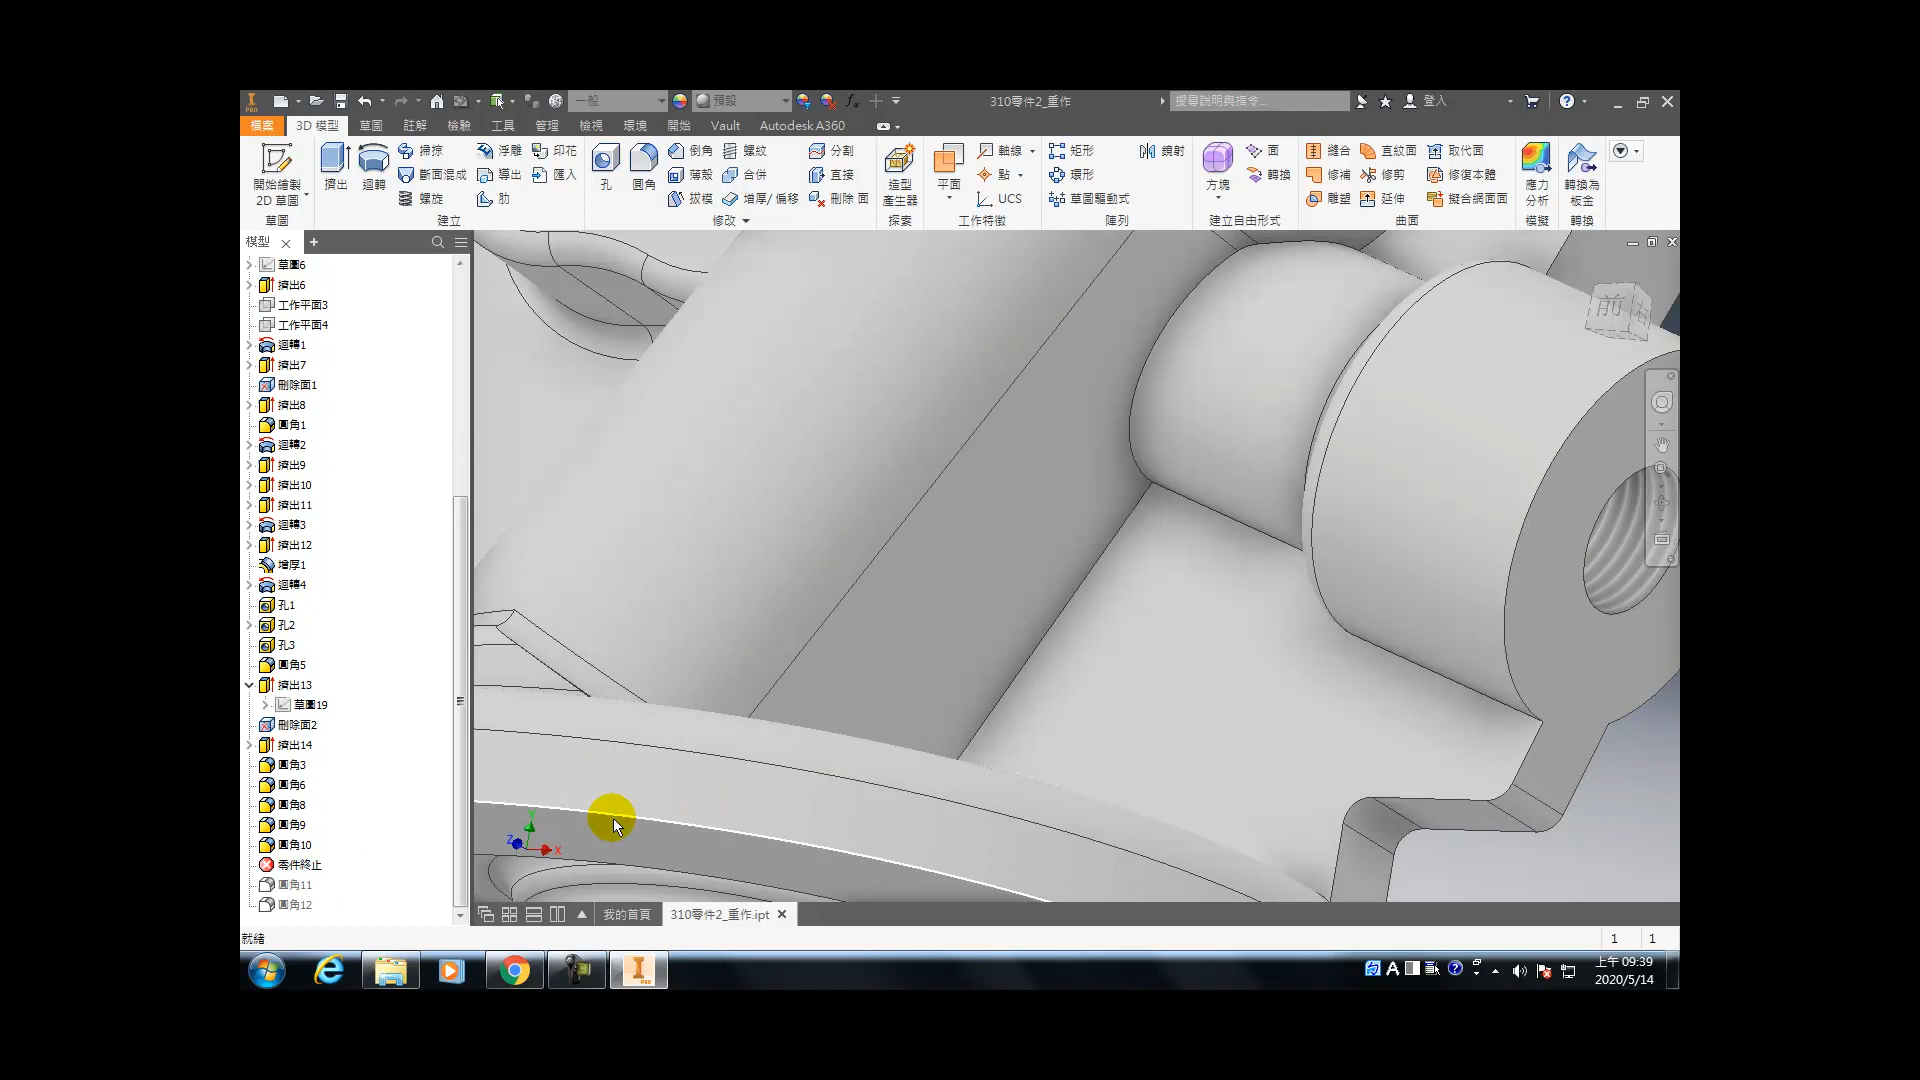 PRO 一般 預設 fx 310零件2_重作 搜尋說明與指令... 登入
檔案 3D 模型 草圖 註解 檢驗 工具 管理 檢視 環境 開始 Vault Autodesk A360
開始繪製 2D 草圖
草圖
擠出 迴轉 掃掠 浮雕 印花
斷面混成 導出 匯入
螺旋 肋
建立
孔 圓角 倒角 螺紋 分割
薄殼 合併 直接
拔模 增厚/偏移 刪除 面
修改
造型產生器
探索
平面 軸線
點
UCS
工作特徵
矩形 鏡射
環形
草圖驅動式
陣列
方塊 面
轉換
建立自由形式
縫合 直紋面 取代面
修補 修剪 修復本體
雕塑 延伸 擬合網面
曲面
應力分析
模擬
轉換為板金
轉換
模型
草圖6
擠出6
工作平面3
工作平面4
迴轉1
擠出7
刪除面1
擠出8
圓角1
迴轉2
擠出9
擠出10
擠出11
迴轉3
擠出12
增厚1
迴轉4
孔1
孔2
孔3
圓角5
擠出13
草圖19
刪除面2
擠出14
圓角3
圓角6
圓角8
圓角9
圓角10
零件終止
圓角11
圓角12
前
Y
Z X
我的首頁 310零件2_重作.ipt
就緒 1 1
上午 09:39
2020/5/14